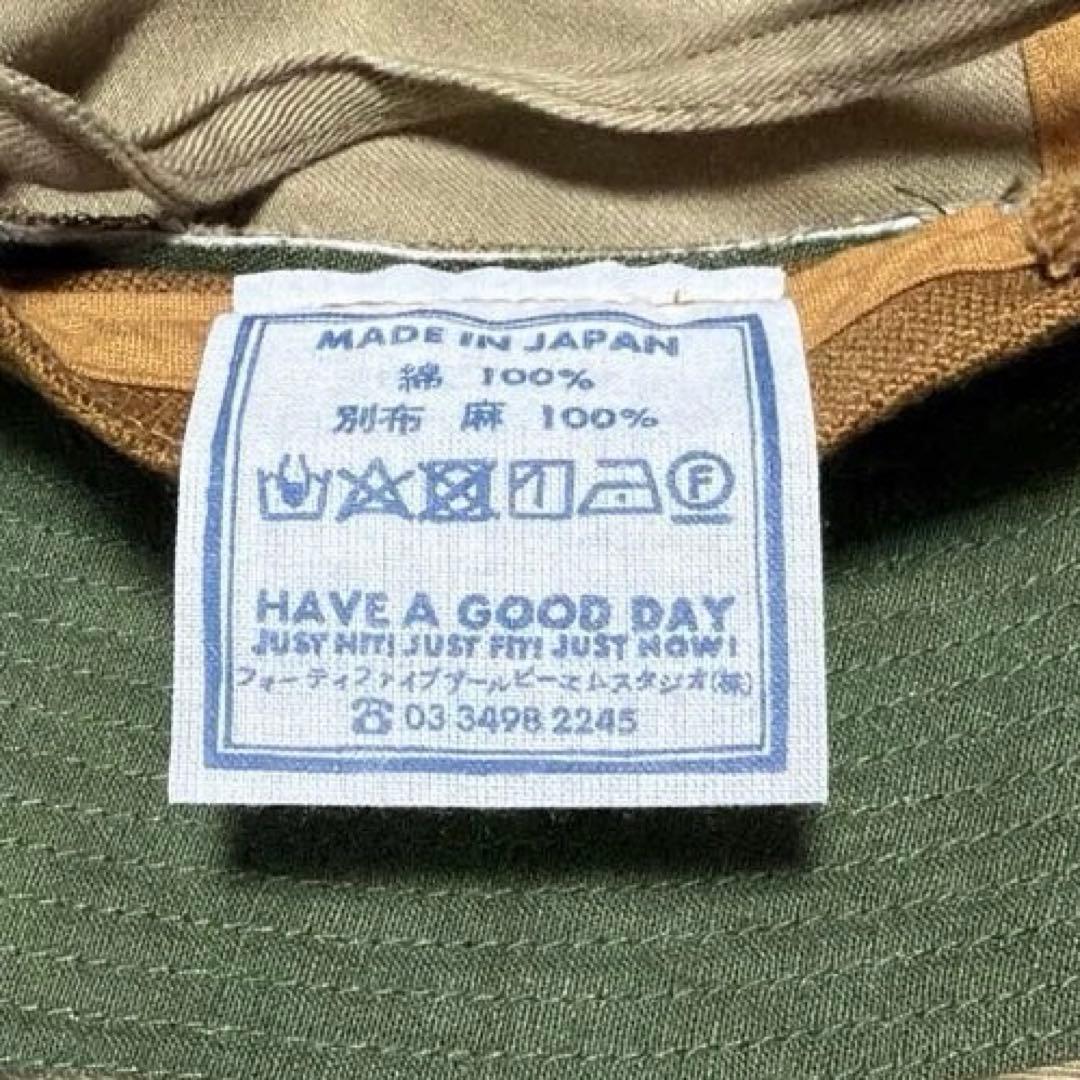 MADE IN JAPAN
綿 100%
別布 麻 100%
F
HAVE A GOOD DAY
JUST HIT! JUST FIT! JUST NOW!
フォーティファイブアールピーエムスタジオ(株)
☎ 03 3498 2245